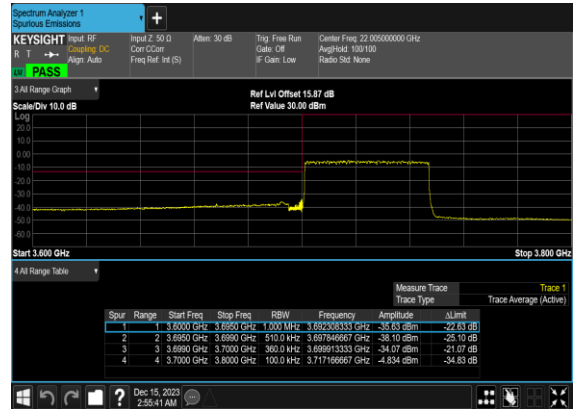 Spectrum Analyzer 1
Spurious Emissions
KEYSIGHT Input: RF Input Z: 50 Ω Atten: 30 dB Trig: Free Run Center Freq: 22.005000000 GHz
R T Coupling: DC Corr CCorr Gate: Off Avg|Hold: 100/100
Align: Auto Freq Ref: Int (S) IF Gain: Low Radio Std: None
PASS
3 All Range Graph
Ref Lvl Offset 15.87 dB
Scale/Div 10.0 dB Ref Value 30.00 dBm
Log
20.0
10.0
0.00
-10.0
-20.0
-30.0
-40.0
-50.0
-60.0
Start 3.600 GHz Stop 3.800 GHz
4 All Range Table
Measure Trace Trace 1
Trace Type Trace Average (Active)
Spur Range Start Freq Stop Freq RBW Frequency Amplitude ΔLimit
1 1 3.6000 GHz 3.6950 GHz 1.000 MHz 3.692308333 GHz -35.63 dBm -22.63 dB
2 2 3.6950 GHz 3.6990 GHz 510.0 kHz 3.697846667 GHz -38.10 dBm -25.10 dB
3 3 3.6990 GHz 3.7000 GHz 360.0 kHz 3.699913333 GHz -34.07 dBm -21.07 dB
4 4 3.7000 GHz 3.8000 GHz 100.0 kHz 3.717166667 GHz -4.834 dBm -34.83 dB
Dec 15, 2023
2:55:41 AM